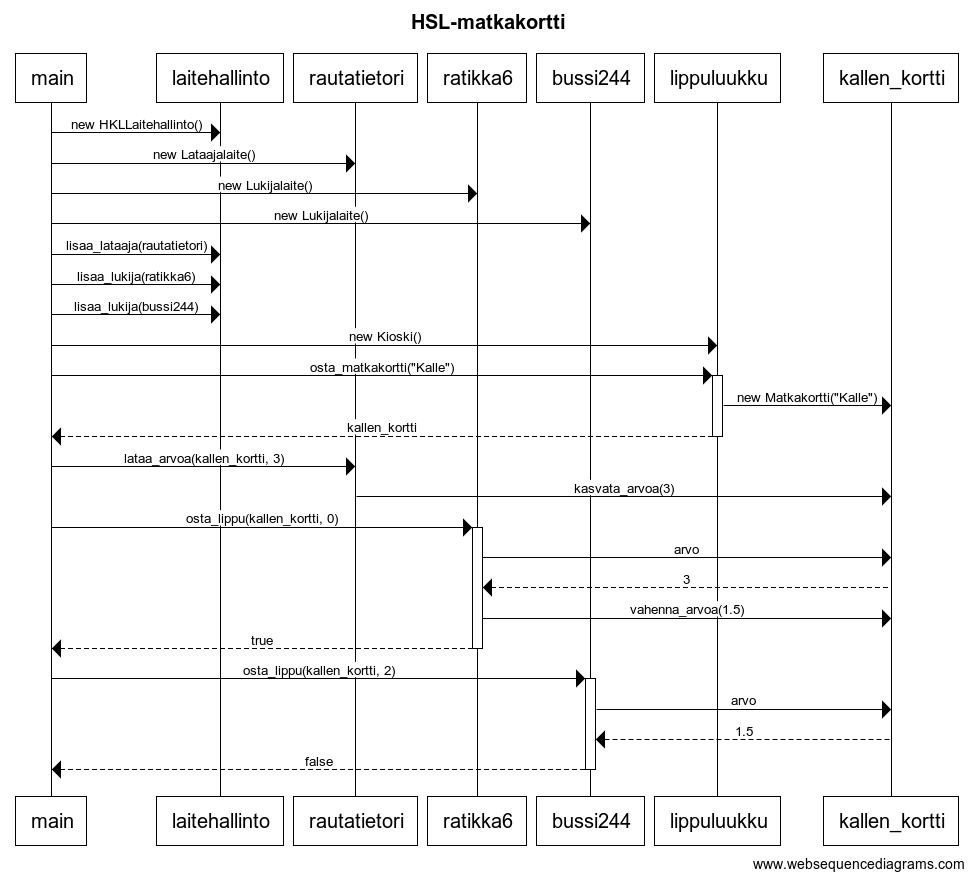 HSL-matkakortti
main laitehallinto rautatietori ratikka6 bussi244 lippuluukku kallen_kortti
new HKLLaitehallinto()
new Lataajalaite()
new Lukijalaite()
new Lukijalaite()
lisaa_lataaja(rautatietori)
lisaa_lukija(ratikka6)
lisaa_lukija(bussi244)
new Kioski()
osta_matkakortti("Kalle")
new Matkakortti("Kalle")
kallen_kortti
lataa_arvoa(kallen_kortti, 3)
kasvata_arvoa(3)
osta_lippu(kallen_kortti, 0)
arvo
3
vahenna_arvoa(1.5)
true
osta_lippu(kallen_kortti, 2)
arvo
1.5
false
main laitehallinto rautatietori ratikka6 bussi244 lippuluukku kallen_kortti
www.websequencediagrams.com